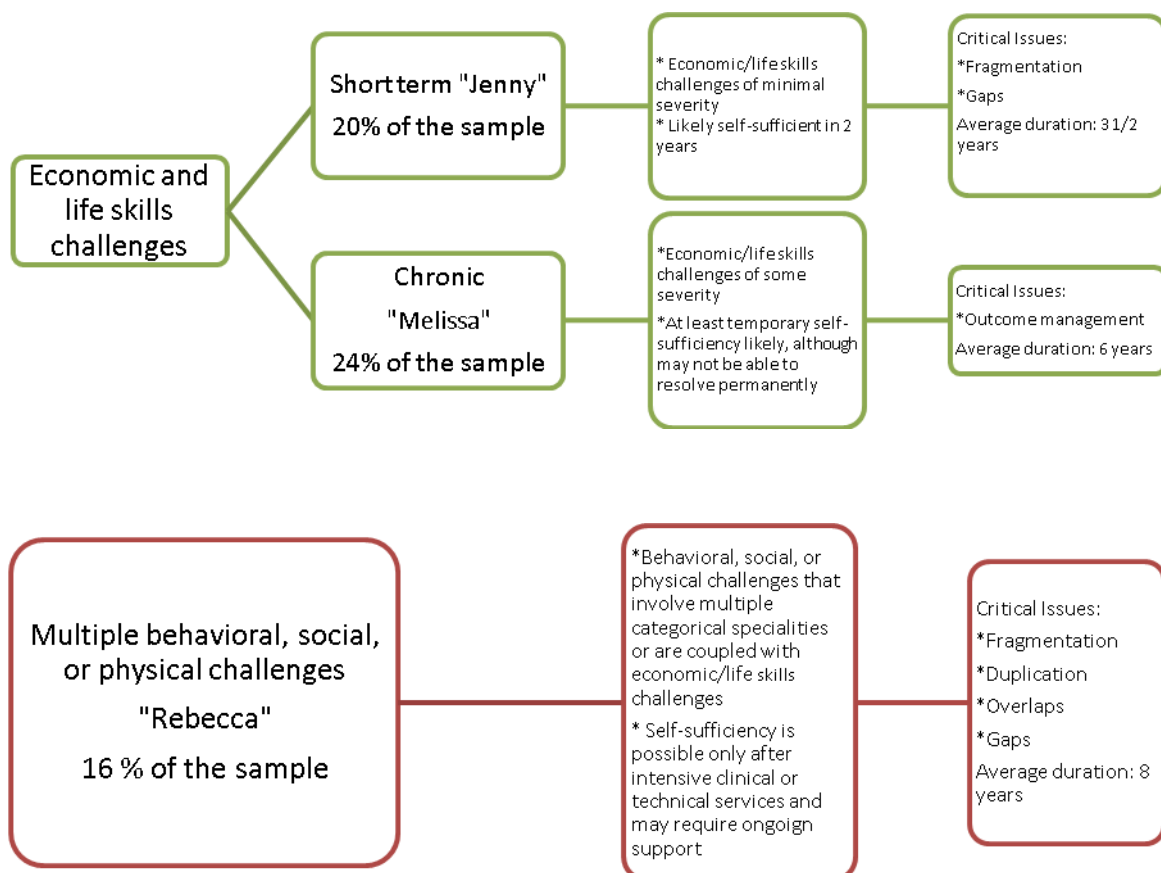 Economic and
life skills
challenges
Short term "Jenny"
20% of the sample
* Economic/life skills
challenges of minimal
severity
* Likely self-sufficient in 2
years
Critical Issues:
*Fragmentation
*Gaps
Average duration: 31/2
years
Chronic
"Melissa"
24% of the sample
*Economic/life skills
challenges of some
severity
*At least temporary self-
sufficiency likely, although
may not be able to
resolve permanently
Critical Issues:
*Outcome management
Average duration: 6 years
Multiple behavioral, social,
or physical challenges
"Rebecca"
16 % of the sample
*Behavioral, social, or
physical challenges that
involve multiple
categorical specialities
or are coupled with
economic/life skills
challenges
* Self-sufficiency is
possible only after
intensive clinical or
technical services and
may require ongoign
support
Critical Issues:
*Fragmentation
*Duplication
*Overlaps
*Gaps
Average duration: 8
years